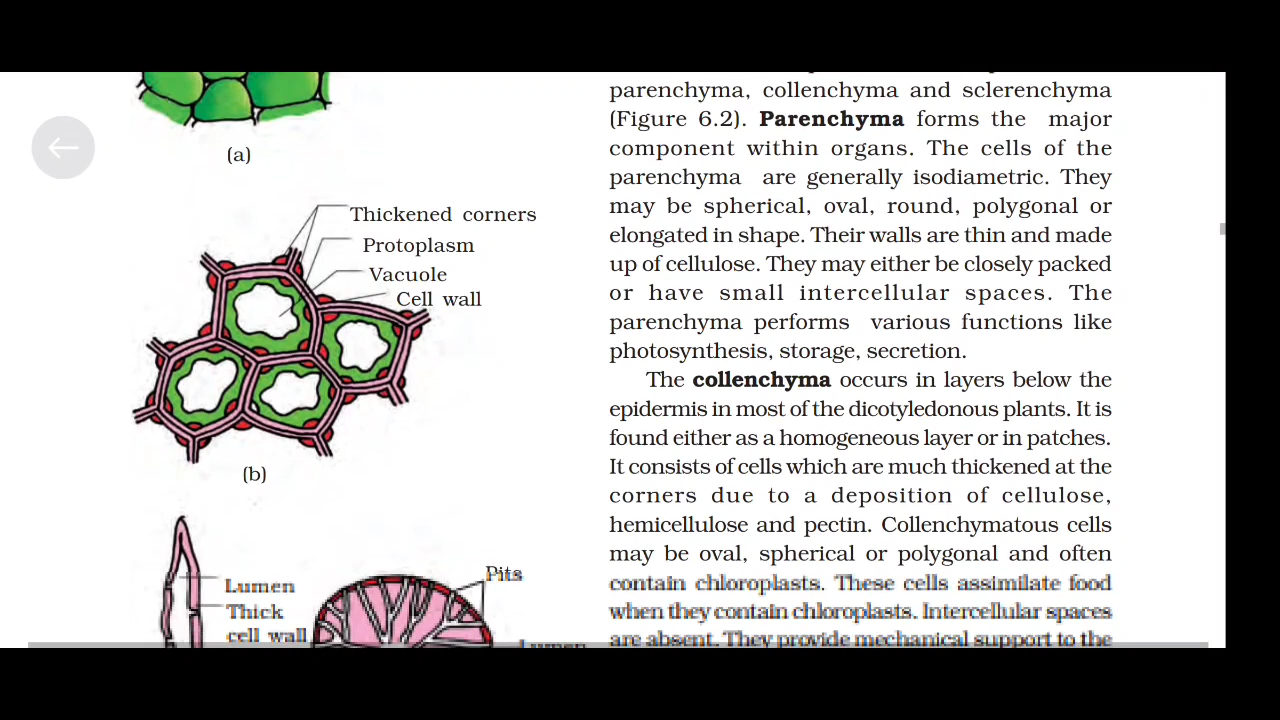 (a)
Thickened corners
Protoplasm
Vacuole
Cell wall
(b)
Lumen
Thick
cell wall
Pits
Lumen
parenchyma, collenchyma and sclerenchyma
(Figure 6.2). Parenchyma forms the major
component within organs. The cells of the
parenchyma are generally isodiametric. They
may be spherical, oval, round, polygonal or
elongated in shape. Their walls are thin and made
up of cellulose. They may either be closely packed
or have small intercellular spaces. The
parenchyma performs various functions like
photosynthesis, storage, secretion.
The collenchyma occurs in layers below the
epidermis in most of the dicotyledonous plants. It is
found either as a homogeneous layer or in patches.
It consists of cells which are much thickened at the
corners due to a deposition of cellulose,
hemicellulose and pectin. Collenchymatous cells
may be oval, spherical or polygonal and often
contain chloroplasts. These cells assimilate food
when they contain chloroplasts. Intercellular spaces
are absent. They provide mechanical support to the